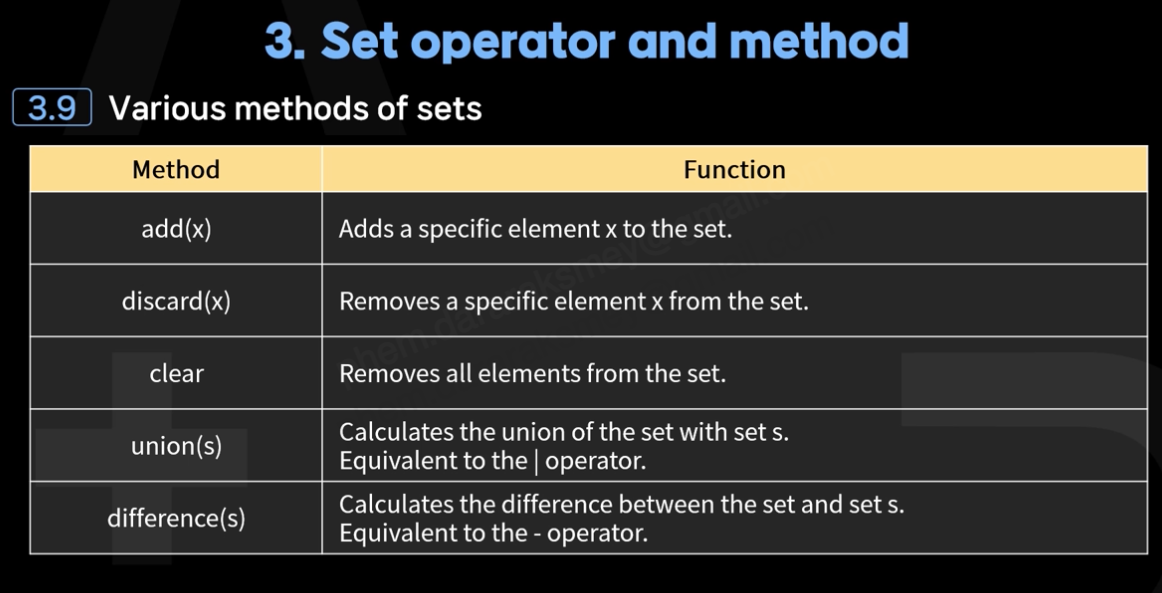 3. Set operator and method
3.9 Various methods of sets
Method Function
add(x) Adds a specific element x to the set.
discard(x) Removes a specific element x from the set.
clear Removes all elements from the set.
union(s) Calculates the union of the set with set s.
Equivalent to the | operator.
difference(s) Calculates the difference between the set and set s.
Equivalent to the - operator.